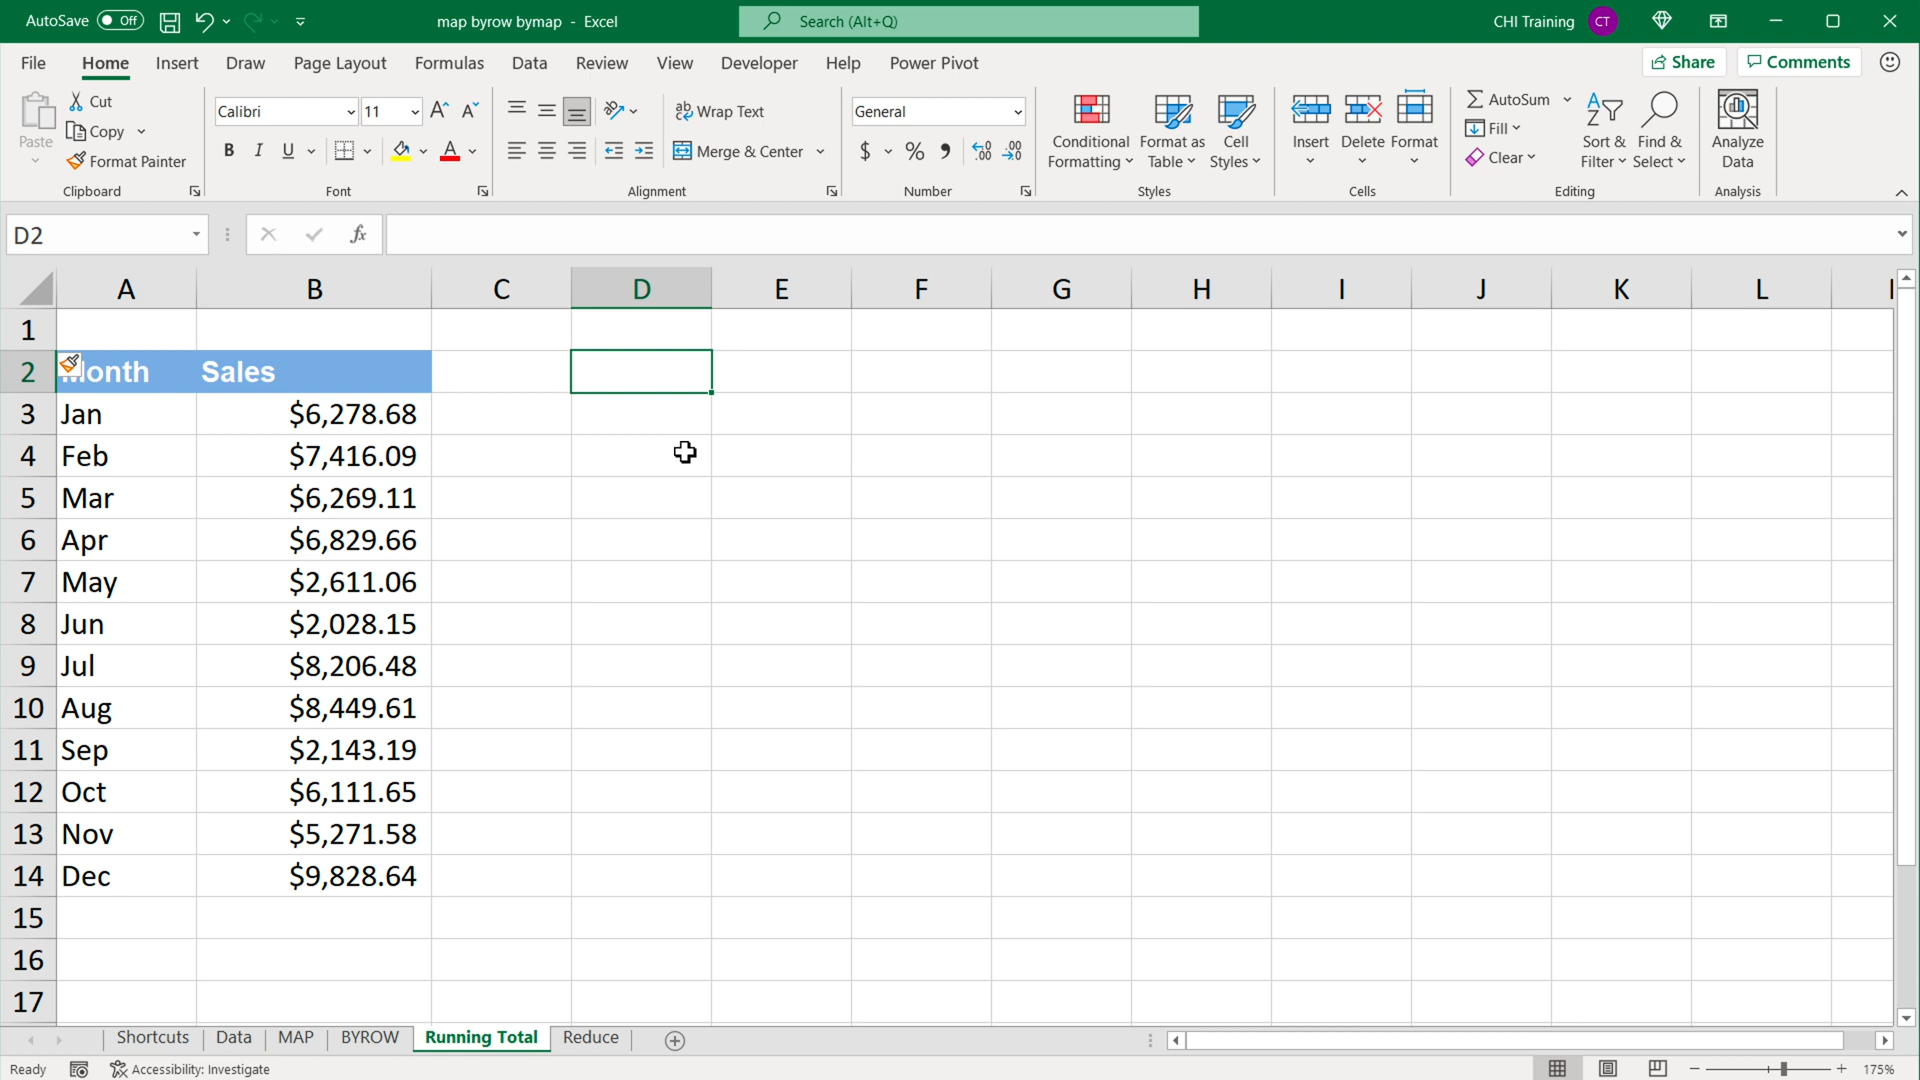 AutoSave Off map byrow bymap - Excel Search (Alt+Q) CHI Training CT
File Home Insert Draw Page Layout Formulas Data Review View Developer Help Power Pivot Share Comments
Paste
Cut
Copy
Format Painter
Clipboard
Calibri 11
B I U A
Font
ab Wrap Text
Merge & Center
Alignment
General
$ % , .00 .00
Number
Conditional Formatting
Format as Table
Cell Styles
Styles
Insert Delete Format
Cells
AutoSum
Fill
Clear
Sort & Filter
Find & Select
Editing
Analyze Data
Analysis
D2 fx
A B C D E F G H I J K L
1
2 Month Sales
3 Jan $6,278.68
4 Feb $7,416.09
5 Mar $6,269.11
6 Apr $6,829.66
7 May $2,611.06
8 Jun $2,028.15
9 Jul $8,206.48
10 Aug $8,449.61
11 Sep $2,143.19
12 Oct $6,111.65
13 Nov $5,271.58
14 Dec $9,828.64
15
16
17
Shortcuts Data MAP BYROW Running Total Reduce
Ready Accessibility: Investigate 175%